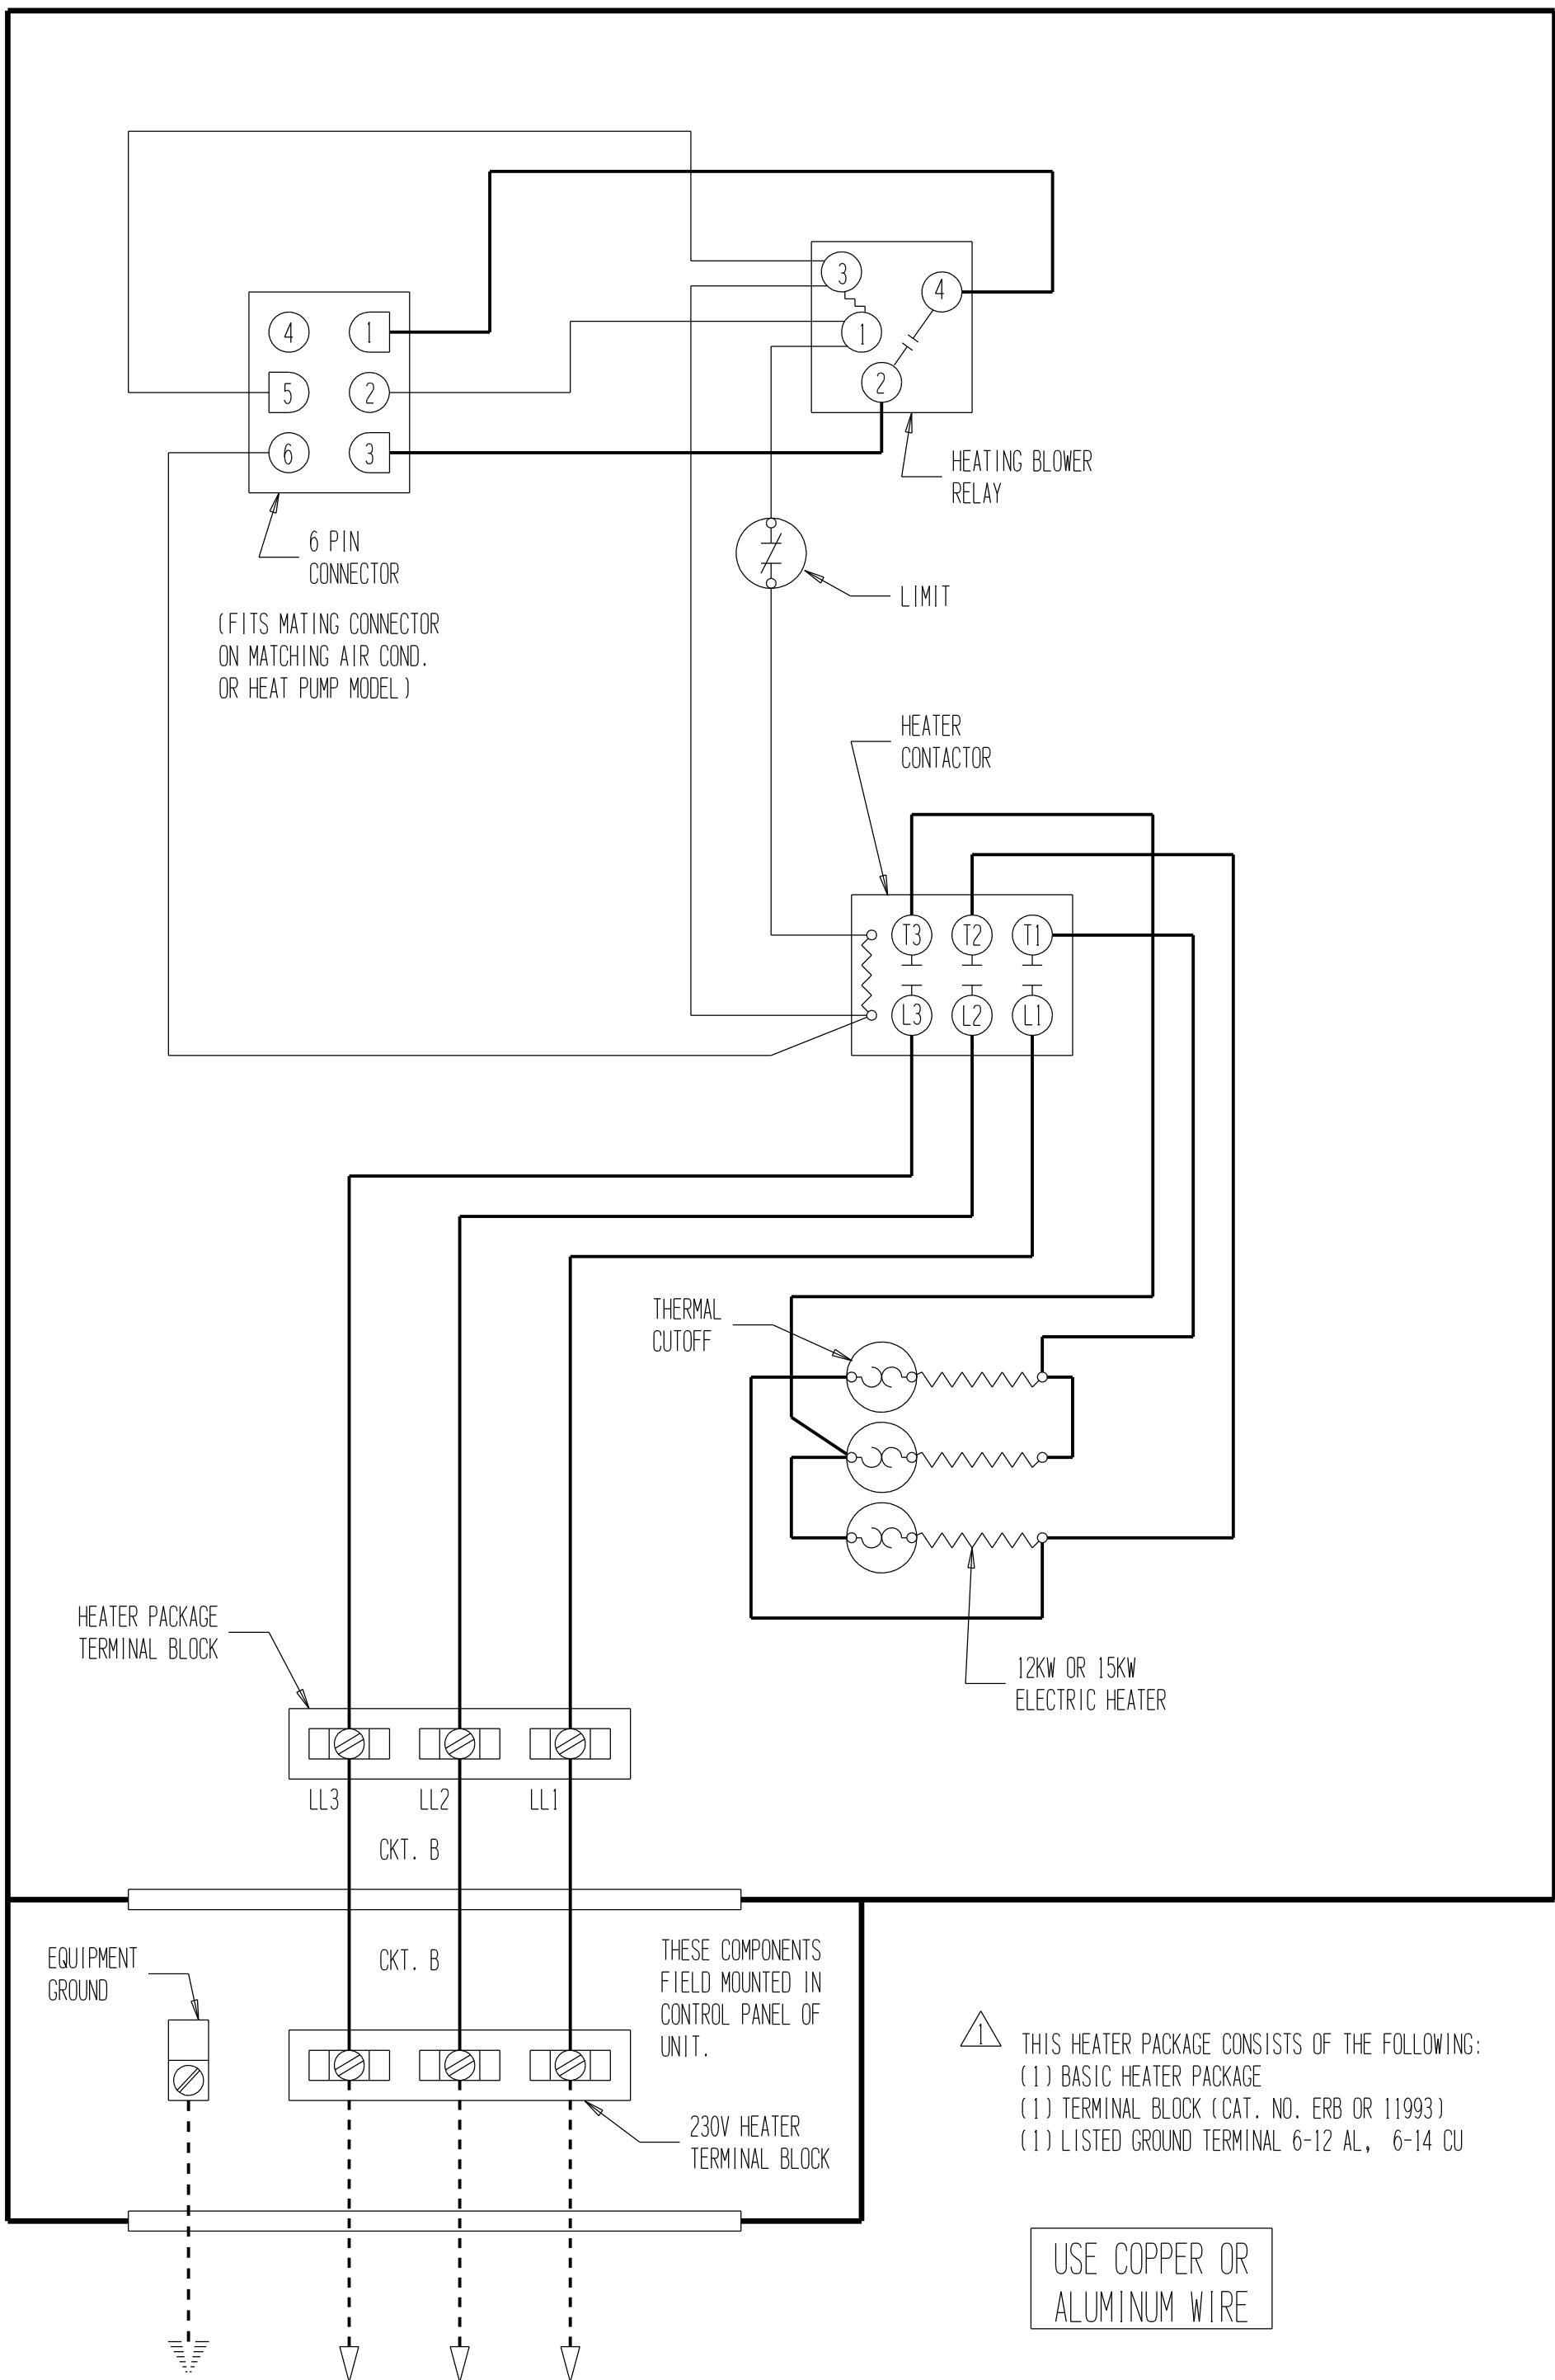 3
4
1
2
4
1
5
2
6
3
HEATING BLOWER
RELAY
6 PIN
CONNECTOR
(FITS MATING CONNECTOR
ON MATCHING AIR COND.
OR HEAT PUMP MODEL)
LIMIT
HEATER
CONTACTOR
T3 T2 T1
L3 L2 L1
THERMAL
CUTOFF
HEATER PACKAGE
TERMINAL BLOCK
12KW OR 15KW
ELECTRIC HEATER
LL3 LL2 LL1
CKT. B
CKT. B
EQUIPMENT
GROUND
THESE COMPONENTS
FIELD MOUNTED IN
CONTROL PANEL OF
UNIT.
230V HEATER
TERMINAL BLOCK
1
THIS HEATER PACKAGE CONSISTS OF THE FOLLOWING:
(1) BASIC HEATER PACKAGE
(1) TERMINAL BLOCK (CAT. NO. ERB OR 11993)
(1) LISTED GROUND TERMINAL 6-12 AL, 6-14 CU
USE COPPER OR
ALUMINUM WIRE